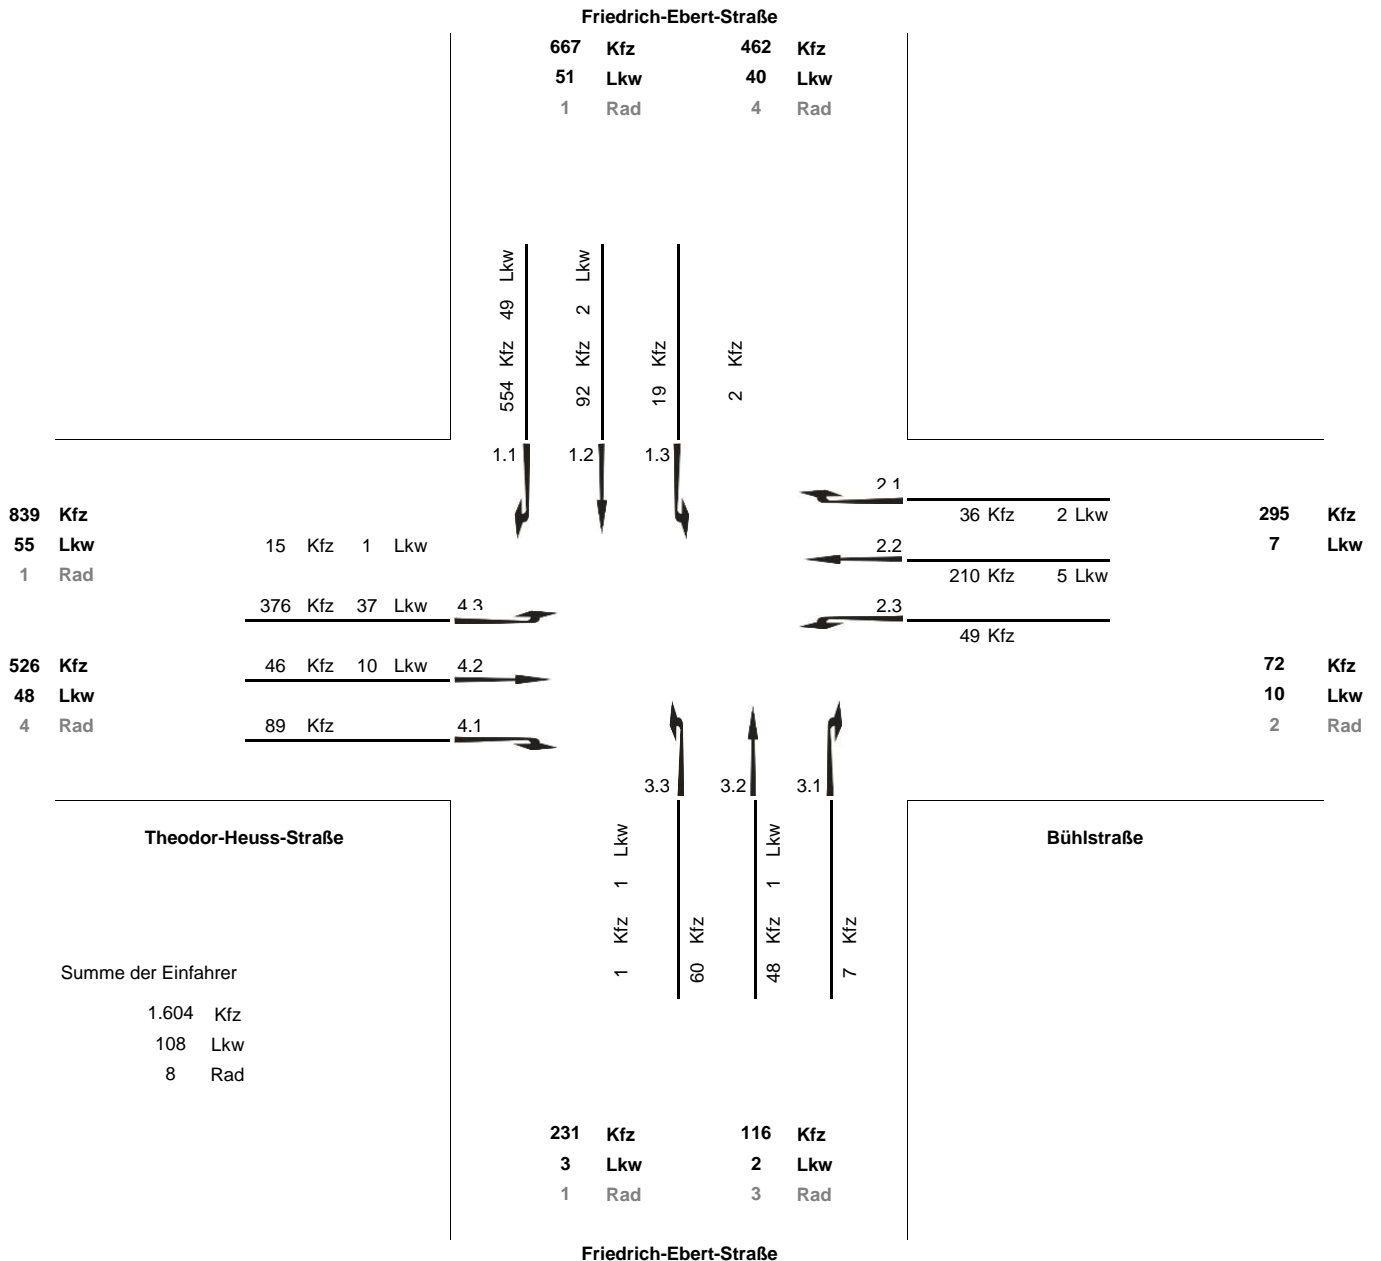 Friedrich-Ebert-Straße
667 Kfz 462 Kfz
51 Lkw 40 Lkw
1 Rad 4 Rad
554 Kfz 49 Lkw
92 Kfz 2 Lkw
19 Kfz
2 Kfz
1.1 1.2 1.3
839 Kfz
55 Lkw
1 Rad
15 Kfz 1 Lkw
376 Kfz 37 Lkw 4.3
526 Kfz
48 Lkw
4 Rad
46 Kfz 10 Lkw 4.2
89 Kfz 4.1
2.1
36 Kfz 2 Lkw
2.2
210 Kfz 5 Lkw
2.3
49 Kfz
295 Kfz
7 Lkw
72 Kfz
10 Lkw
2 Rad
3.3 3.2 3.1
1 Kfz 1 Lkw
60 Kfz
48 Kfz 1 Lkw
7 Kfz
Theodor-Heuss-Straße
Bühlstraße
Summe der Einfahrer
1.604 Kfz
108 Lkw
8 Rad
231 Kfz 116 Kfz
3 Lkw 2 Lkw
1 Rad 3 Rad
Friedrich-Ebert-Straße